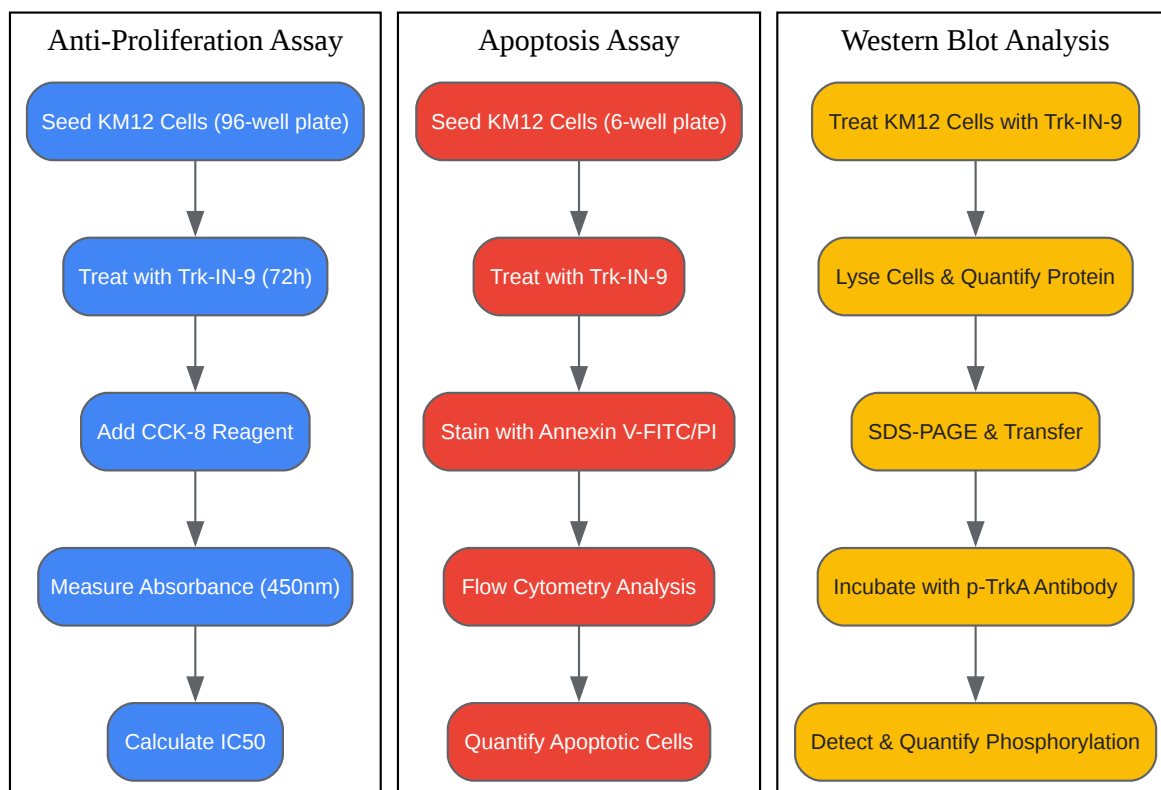 Anti-Proliferation Assay
Seed KM12 Cells (96-well plate)
Treat with Trk-IN-9 (72h)
Add CCK-8 Reagent
Measure Absorbance (450nm)
Calculate IC50
Apoptosis Assay
Seed KM12 Cells (6-well plate)
Treat with Trk-IN-9
Stain with Annexin V-FITC/PI
Flow Cytometry Analysis
Quantify Apoptotic Cells
Western Blot Analysis
Treat KM12 Cells with Trk-IN-9
Lyse Cells & Quantify Protein
SDS-PAGE & Transfer
Incubate with p-TrkA Antibody
Detect & Quantify Phosphorylation